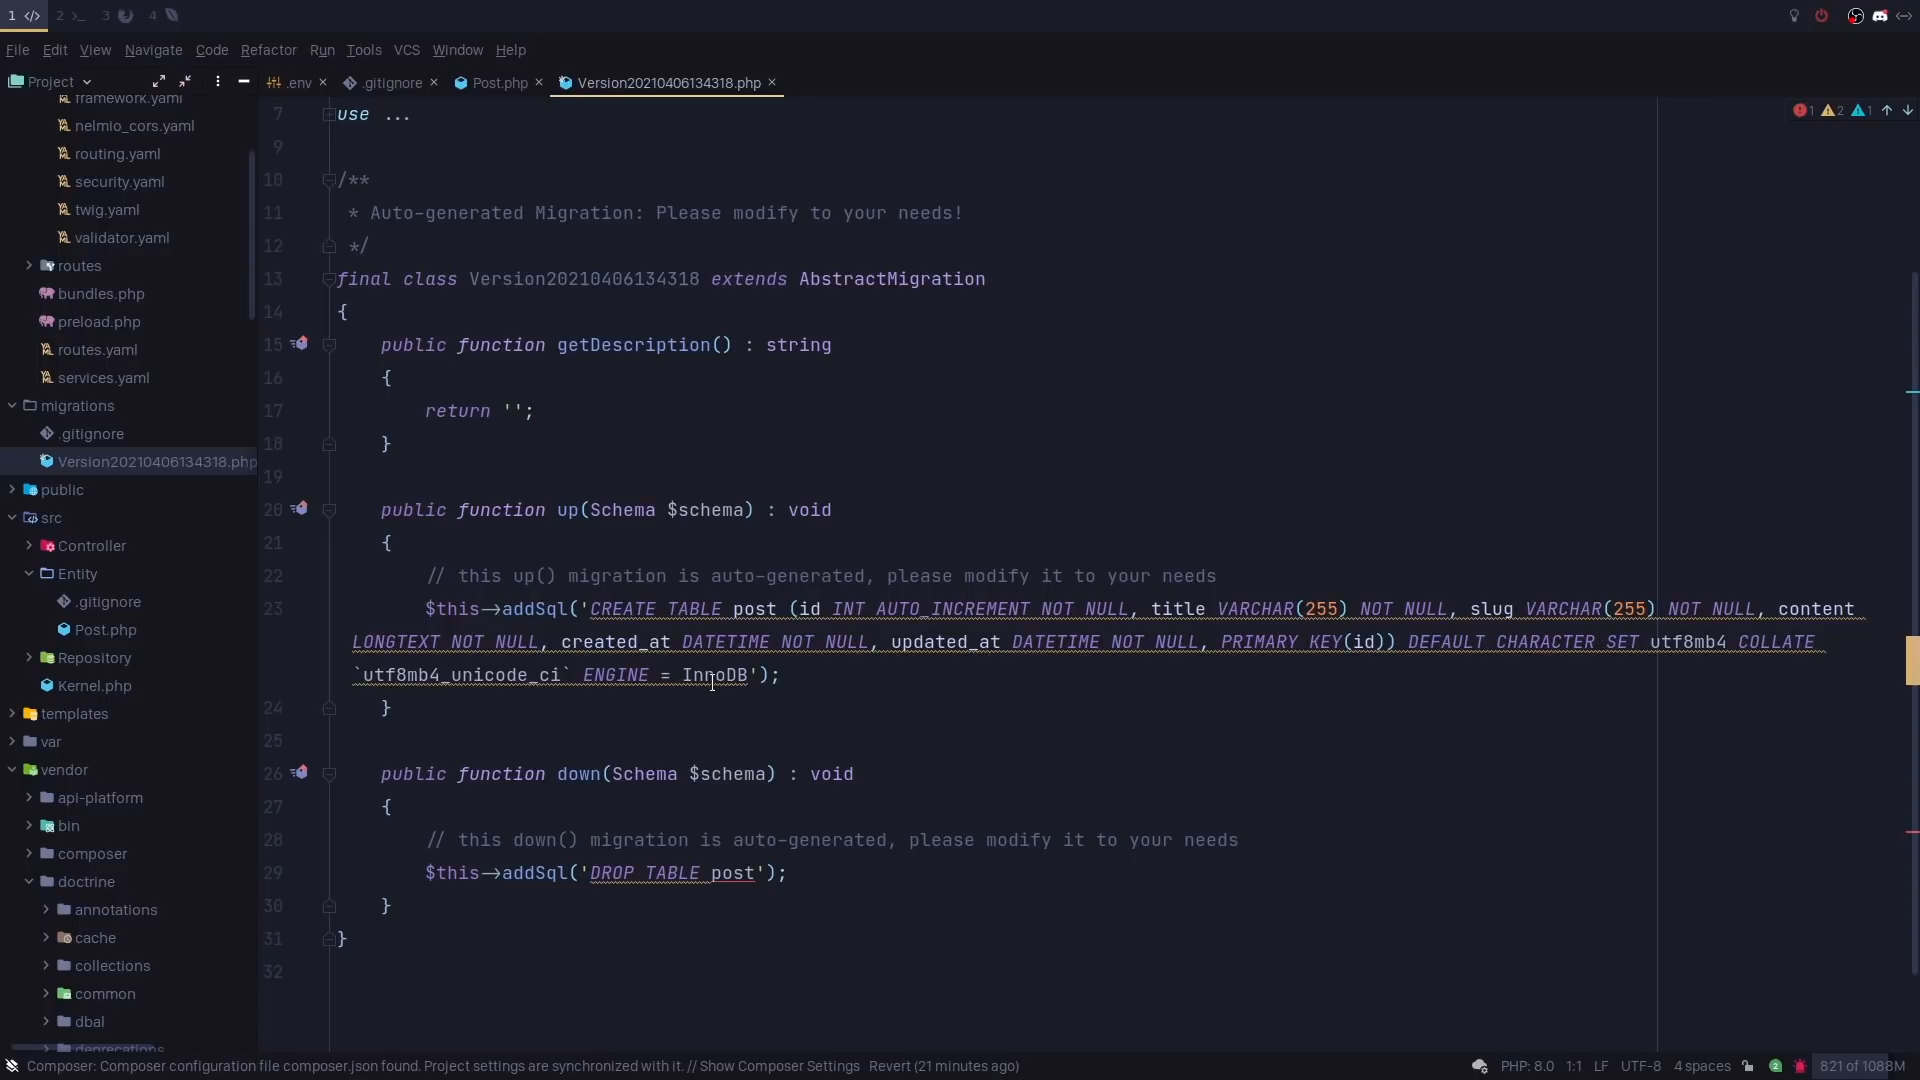 1 </> 2 >_ 3 4
File Edit View Navigate Code Refactor Run Tools VCS Window Help
Project
.env × .gitignore × Post.php × Version20210406134318.php ×
1 2 1
framework.yaml
nelmio_cors.yaml
routing.yaml
security.yaml
twig.yaml
validator.yaml
routes
bundles.php
preload.php
routes.yaml
services.yaml
migrations
.gitignore
Version20210406134318.php
public
src
Controller
Entity
.gitignore
Post.php
Repository
Kernel.php
templates
var
vendor
api-platform
bin
composer
doctrine
annotations
cache
collections
common
dbal
deprecations
7 use ...
9
10 /**
11 * Auto-generated Migration: Please modify to your needs!
12 */
13 final class Version20210406134318 extends AbstractMigration
14 {
15 public function getDescription() : string
16 {
17 return '';
18 }
19
20 public function up(Schema $schema) : void
21 {
22 // this up() migration is auto-generated, please modify it to your needs
23 $this->addSql('CREATE TABLE post (id INT AUTO_INCREMENT NOT NULL, title VARCHAR(255) NOT NULL, slug VARCHAR(255) NOT NULL, content
LONGTEXT NOT NULL, created_at DATETIME NOT NULL, updated_at DATETIME NOT NULL, PRIMARY KEY(id)) DEFAULT CHARACTER SET utf8mb4 COLLATE
`utf8mb4_unicode_ci` ENGINE = InnoDB');
24 }
25
26 public function down(Schema $schema) : void
27 {
28 // this down() migration is auto-generated, please modify it to your needs
29 $this->addSql('DROP TABLE post');
30 }
31 }
32
Composer: Composer configuration file composer.json found. Project settings are synchronized with it. // Show Composer Settings Revert (21 minutes ago)
PHP: 8.0 1:1 LF UTF-8 4 spaces 2 821 of 1088M